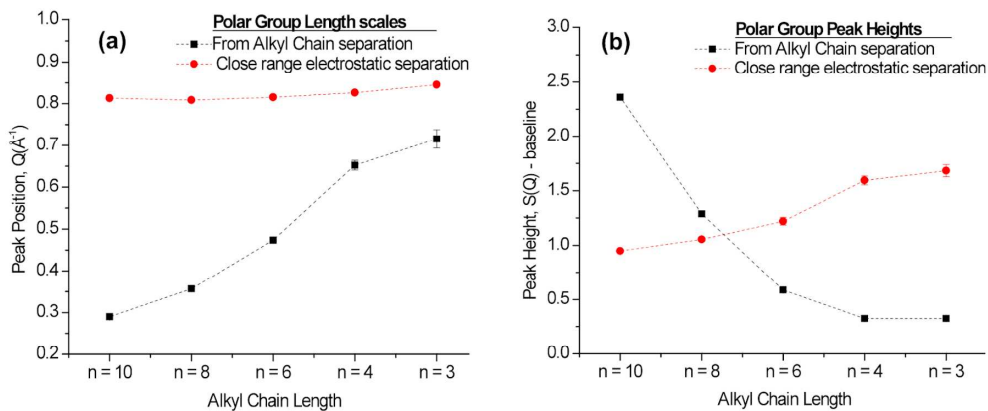 (a)
Polar Group Length scales
From Alkyl Chain separation
Close range electrostatic separation
Peak Position, Q(Å⁻¹)
1.0
0.9
0.8
0.7
0.6
0.5
0.4
0.3
0.2
n = 10
n = 8
n = 6
n = 4
n = 3
Alkyl Chain Length
(b)
Polar Group Peak Heights
From Alkyl Chain separation
Close range electrostatic separation
Peak Height, S(Q) - baseline
3.0
2.5
2.0
1.5
1.0
0.5
0.0
n = 10
n = 8
n = 6
n = 4
n = 3
Alkyl Chain Length